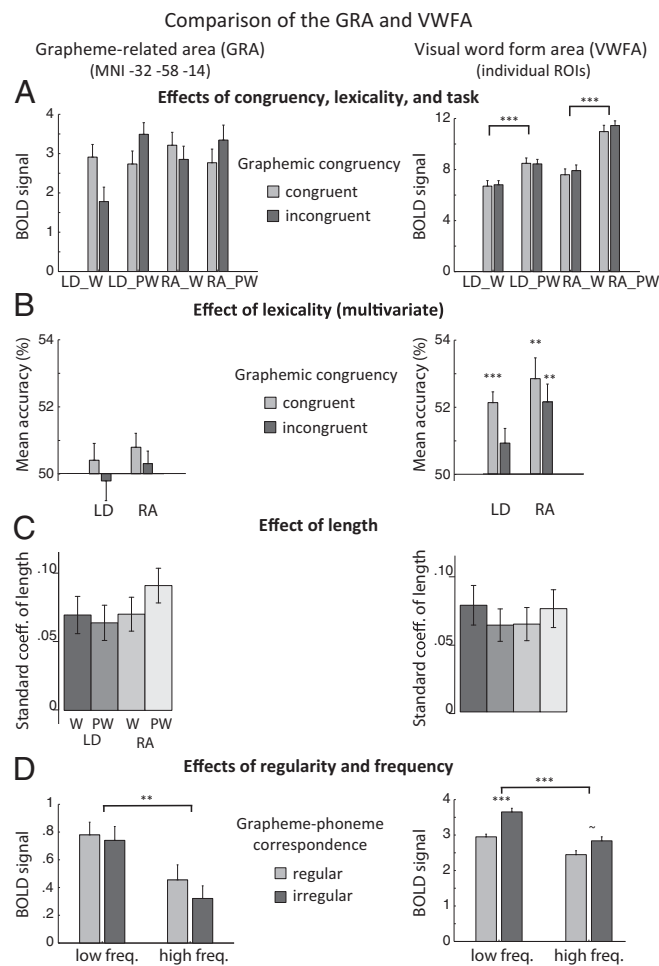 Comparison of the GRA and VWFA
Grapheme-related area (GRA)
(MNI -32 -58 -14)
Visual word form area (VWFA)
(individual ROIs)
A
Effects of congruency, lexicality, and task
BOLD signal
4
3
2
1
0
LD_W LD_PW RA_W RA_PW
Graphemic congruency
congruent
incongruent
BOLD signal
12
8
4
0
***
***
LD_W LD_PW RA_W RA_PW
B
Effect of lexicality (multivariate)
Mean accuracy (%)
54
52
50
LD RA
Graphemic congruency
congruent
incongruent
Mean accuracy (%)
54
52
50
***
**
**
LD RA
C
Effect of length
Standard coeff. of length
.10
.05
0
W PW W PW
LD RA
Standard coeff. of length
.10
.05
0
D
Effects of regularity and frequency
BOLD signal
1
.8
.6
.4
.2
0
**
low freq. high freq.
Grapheme-phoneme
correspondence
regular
irregular
BOLD signal
4
3
2
1
0
***
***
~
low freq. high freq.